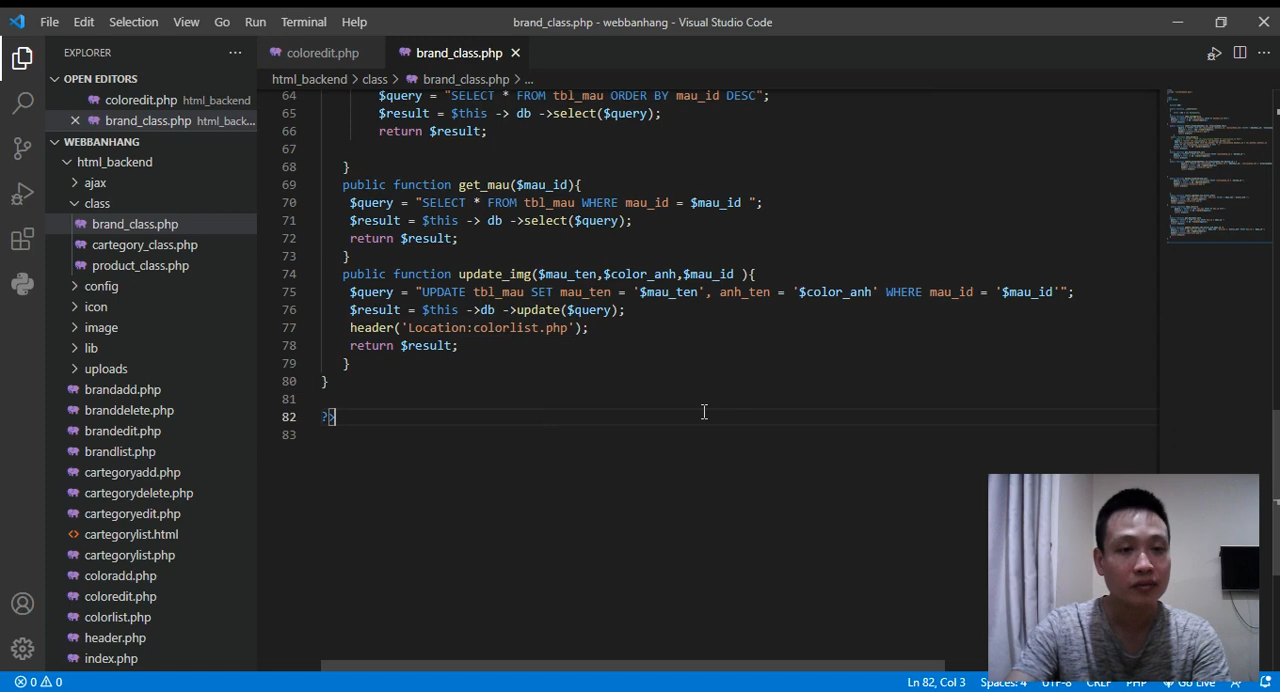 File Edit Selection View Go Run Terminal Help
brand_class.php - webbanhang - Visual Studio Code
EXPLORER
OPEN EDITORS
coloredit.php html_backend
brand_class.php html_back...
WEBBANHANG
html_backend
ajax
class
brand_class.php
cartegory_class.php
product_class.php
config
icon
image
lib
uploads
brandadd.php
branddelete.php
brandedit.php
brandlist.php
cartegoryadd.php
cartegorydelete.php
cartegoryedit.php
cartegorylist.html
cartegorylist.php
coloradd.php
coloredit.php
colorlist.php
header.php
index.php
coloredit.php
brand_class.php
html_backend > class > brand_class.php > ...
64 $query = "SELECT * FROM tbl_mau ORDER BY mau_id DESC";
65 $result = $this -> db ->select($query);
66 return $result;
67
68 }
69 public function get_mau($mau_id){
70 $query = "SELECT * FROM tbl_mau WHERE mau_id = $mau_id ";
71 $result = $this -> db ->select($query);
72 return $result;
73 }
74 public function update_img($mau_ten,$color_anh,$mau_id ){
75 $query = "UPDATE tbl_mau SET mau_ten = '$mau_ten', anh_ten = '$color_anh' WHERE mau_id = '$mau_id'";
76 $result = $this ->db ->update($query);
77 header('Location:colorlist.php');
78 return $result;
79 }
80 }
81
82 ?>
83
0 0
Ln 82, Col 3 Spaces: 4 UTF-8 CRLF PHP Go Live